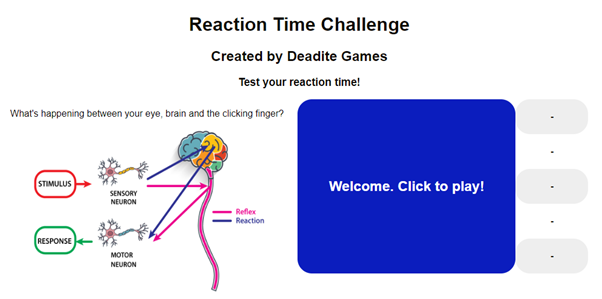 Reaction Time Challenge
Created by Deadite Games
Test your reaction time!
What's happening between your eye, brain and the clicking finger?
STIMULUS
SENSORY
NEURON
Reflex
Reaction
RESPONSE
MOTOR
NEURON
Welcome. Click to play!
-
-
-
-
-